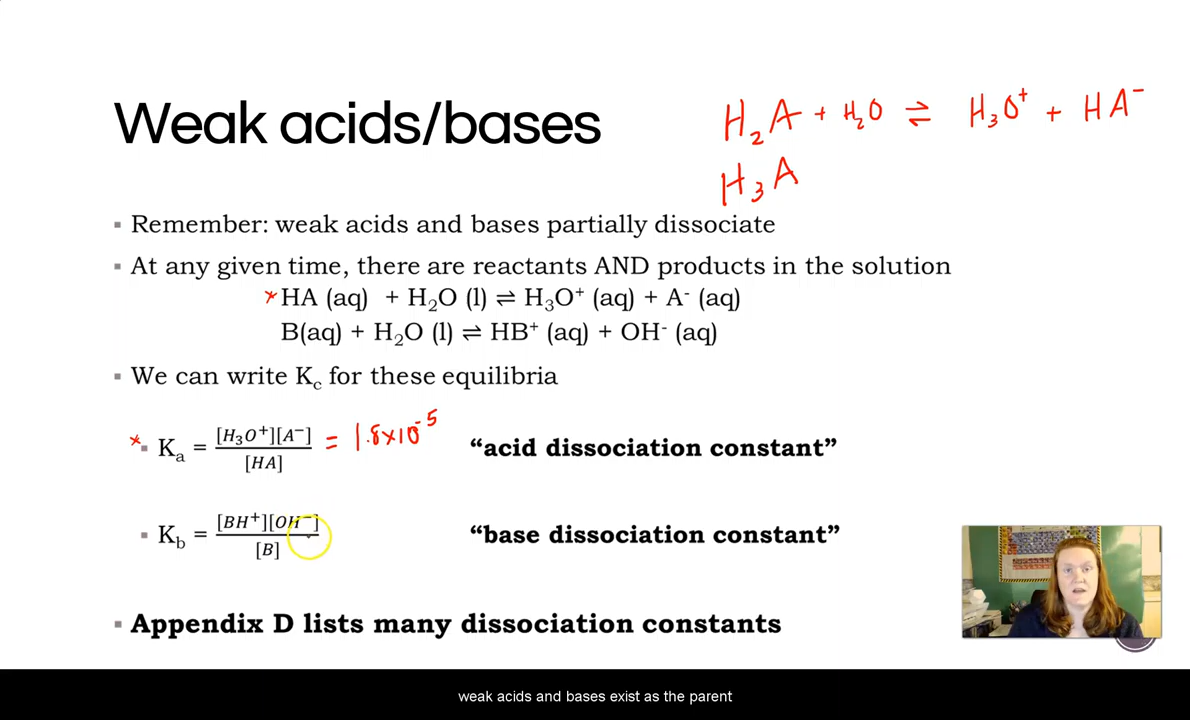 Weak acids/bases
H₂A + H₂O ⇌ H₃O⁺ + HA⁻
H₃A
▪ Remember: weak acids and bases partially dissociate
▪ At any given time, there are reactants AND products in the solution
* HA (aq) + H₂O (l) ⇌ H₃O⁺ (aq) + A⁻ (aq)
B(aq) + H₂O (l) ⇌ HB⁺ (aq) + OH⁻ (aq)
▪ We can write K꜀ for these equilibria
* ▪ Kₐ = [H₃O⁺][A⁻] / [HA] = 1.8×10⁻⁵ “acid dissociation constant”
▪ K_b = [BH⁺][OH⁻] / [B] “base dissociation constant”
▪ Appendix D lists many dissociation constants
weak acids and bases exist as the parent